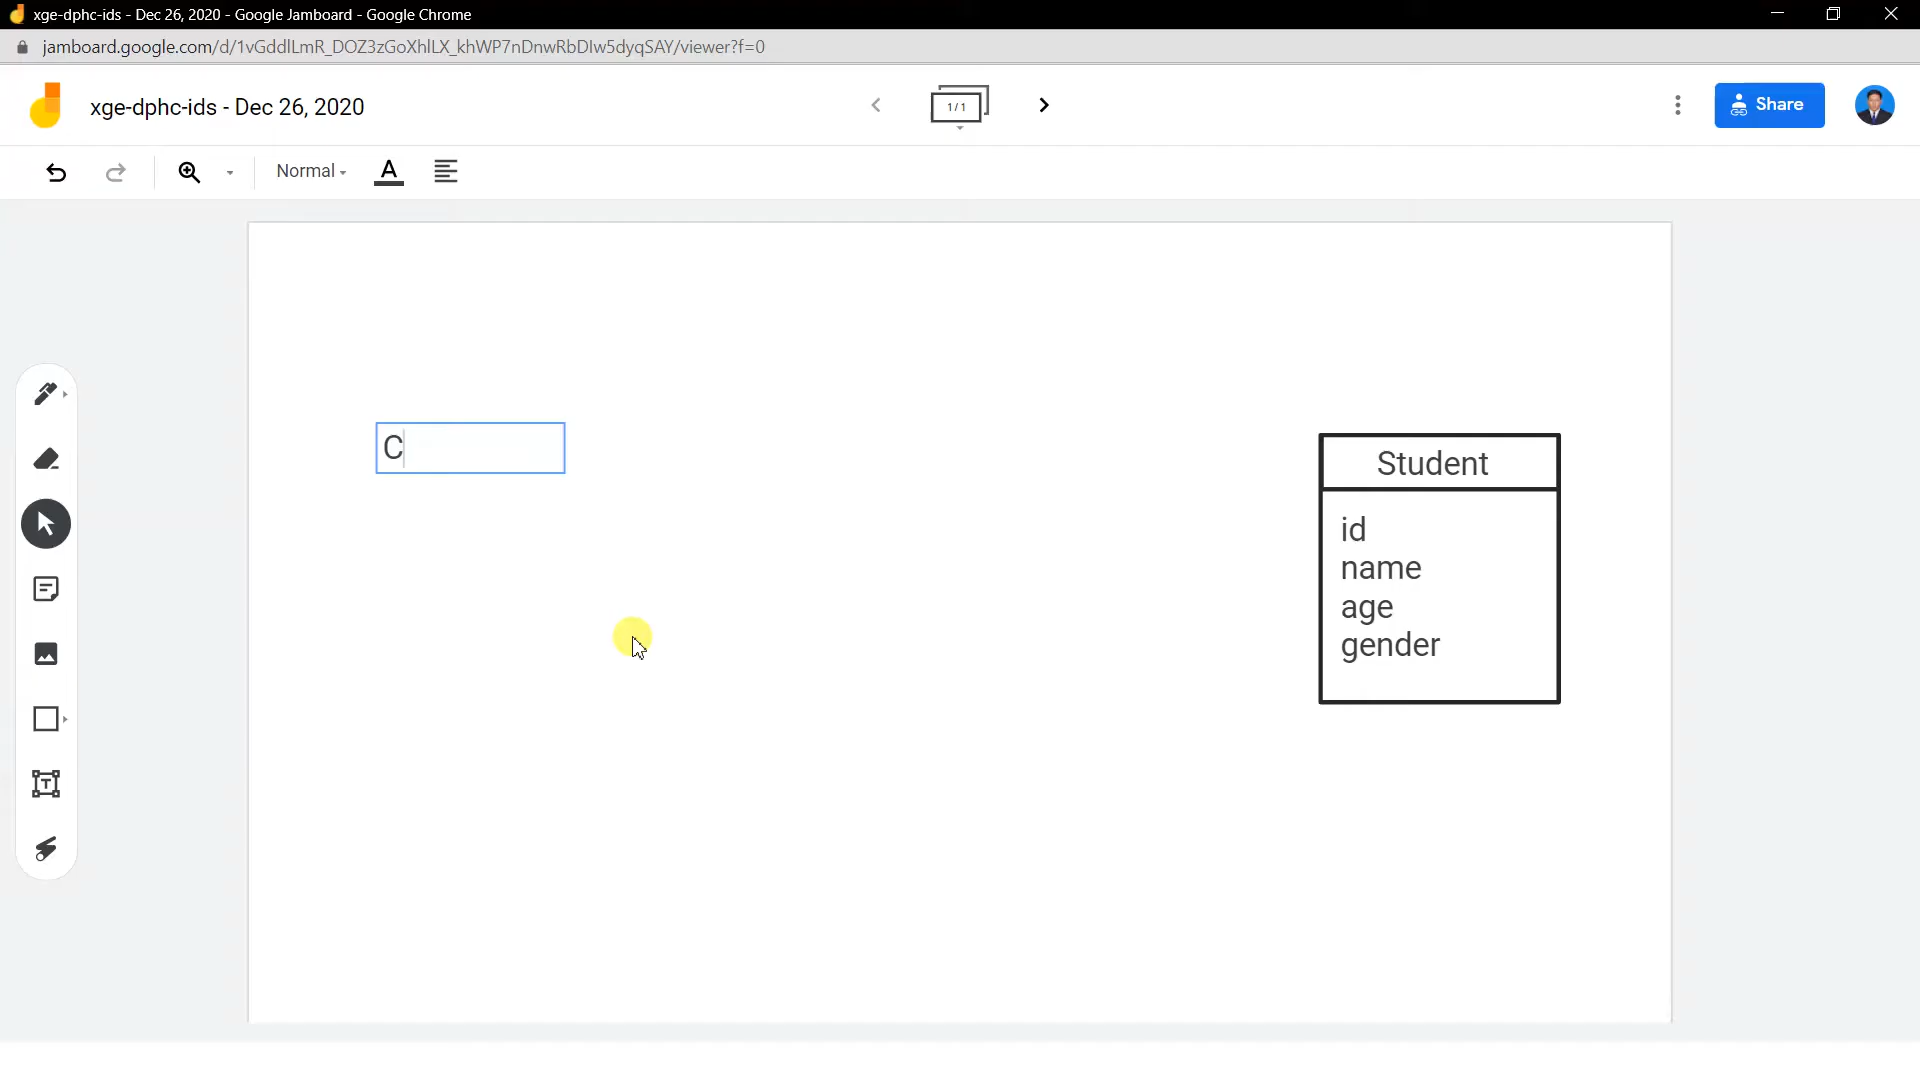 xge-dphc-ids - Dec 26, 2020 - Google Jamboard - Google Chrome
jamboard.google.com/d/1vGddlLmR_DOZ3zGoXhlLX_khWP7nDnwRbDlw5dyqSAY/viewer?f=0
xge-dphc-ids - Dec 26, 2020
1/1
Share
Normal
A
C
Student
id
name
age
gender